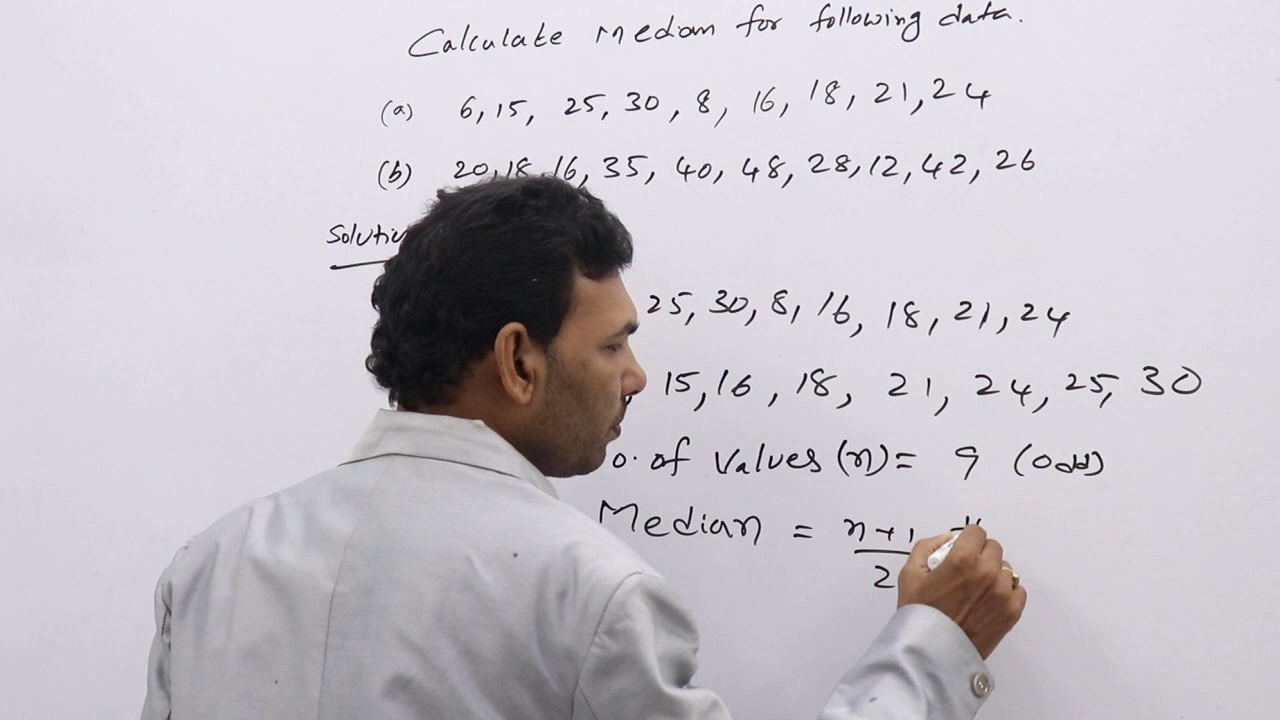 Calculate Median for following data.
(a) 6, 15, 25, 30, 8, 16, 18, 21, 24
(b) 20, 18, 16, 35, 40, 48, 28, 12, 42, 26
25, 30, 8, 16, 18, 21, 24
15, 16, 18, 21, 24, 25, 30
of Values (n) = 9 (Odd)
Median = n+1
2